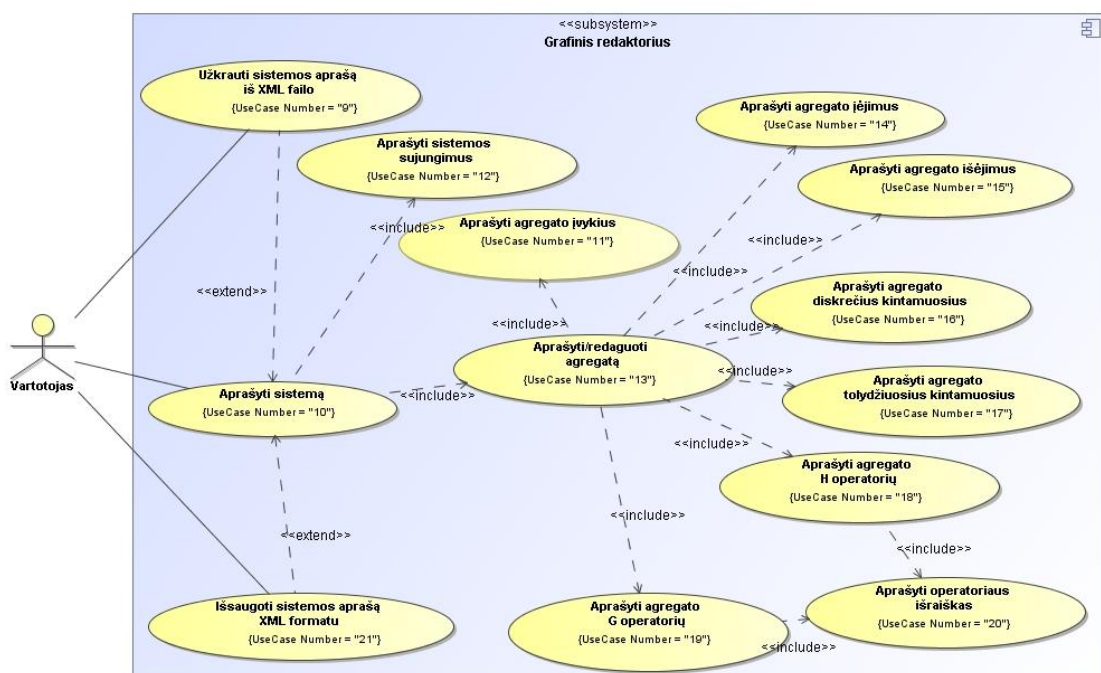 <<subsystem>>
Grafinis redaktorius
Užkrauti sistemos aprašą
iš XML failo
{UseCase Number = "9"}
Aprašyti agregato įėjimus
{UseCase Number = "14"}
Aprašyti sistemos
sujungimus
{UseCase Number = "12"}
Aprašyti agregato išėjimus
{UseCase Number = "15"}
<<include>>
Aprašyti agregato įvykius
{UseCase Number = "11"}
<<include>>
<<include>>
<<extend>>
Aprašyti agregato
diskrečius kintamuosius
{UseCase Number = "16"}
<<include>>
<<include>>
Aprašyti/redaguoti
agregatą
{UseCase Number = "13"}
Vartotojas
Aprašyti sistemą
{UseCase Number = "10"}
<<include>>
<<include>>
Aprašyti agregato
tolydžiuosius kintamuosius
{UseCase Number = "17"}
<<include>>
Aprašyti agregato
H operatorių
{UseCase Number = "18"}
<<include>>
<<extend>>
<<include>>
Išsaugoti sistemos aprašą
XML formatu
{UseCase Number = "21"}
Aprašyti agregato
G operatorių
{UseCase Number = "19"}
<<include>>
Aprašyti operatoriaus
išraiškas
{UseCase Number = "20"}